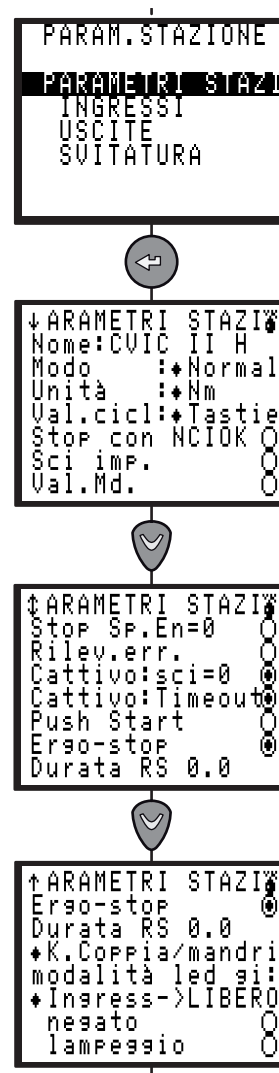 PARAM.STAZIONE
PARAMETRI STAZI
INGRESSI
USCITE
SVITATURA
↓ARAMETRI STAZI
Nome:CVIC II H
Modo :♦Normal
Unità :♦Nm
Val.cicl:♦Tastie
Stop con NCIOK
Sci imp.
Val.Md.
↕ARAMETRI STAZI
Stop Sp.En=0
Rilev.err.
Cattivo:sci=0
Cattivo:Timeout
Push Start
Ergo-stop
Durata RS 0.0
↑ARAMETRI STAZI
Ergo-stop
Durata RS 0.0
♦K.Coppia/mandri
modalità led gi:
♦Ingress->LIBERO
negato
lampeggio